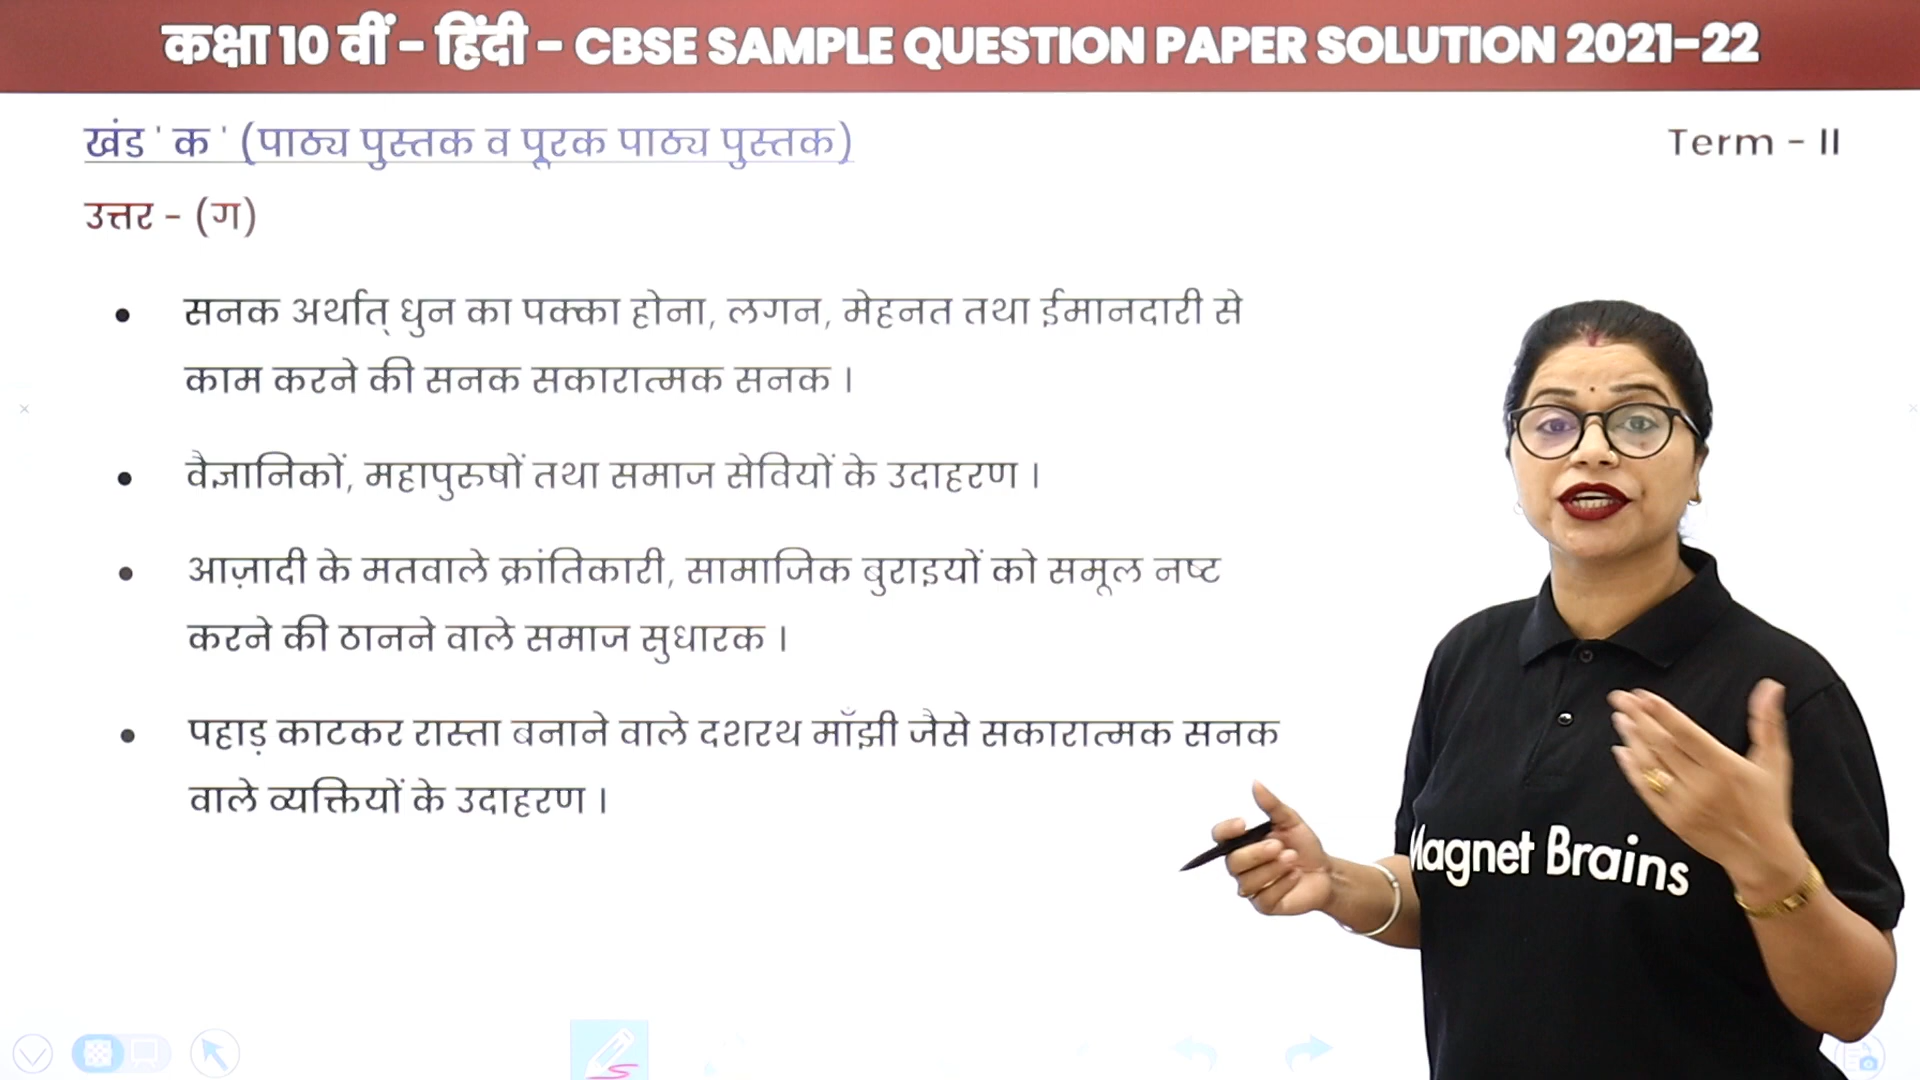 कक्षा 10 वीं - हिंदी - CBSE SAMPLE QUESTION PAPER SOLUTION 2021-22
खंड ' क ' (पाठ्य पुस्तक व पूरक पाठ्य पुस्तक)
Term - II
उत्तर - (ग)
• सनक अर्थात् धुन का पक्का होना, लगन, मेहनत तथा ईमानदारी से
काम करने की सनक सकारात्मक सनक ।
• वैज्ञानिकों, महापुरुषों तथा समाज सेवियों के उदाहरण ।
• आज़ादी के मतवाले क्रांतिकारी, सामाजिक बुराइयों को समूल नष्ट
करने की ठानने वाले समाज सुधारक ।
• पहाड़ काटकर रास्ता बनाने वाले दशरथ माँझी जैसे सकारात्मक सनक
वाले व्यक्तियों के उदाहरण ।
Magnet Brains